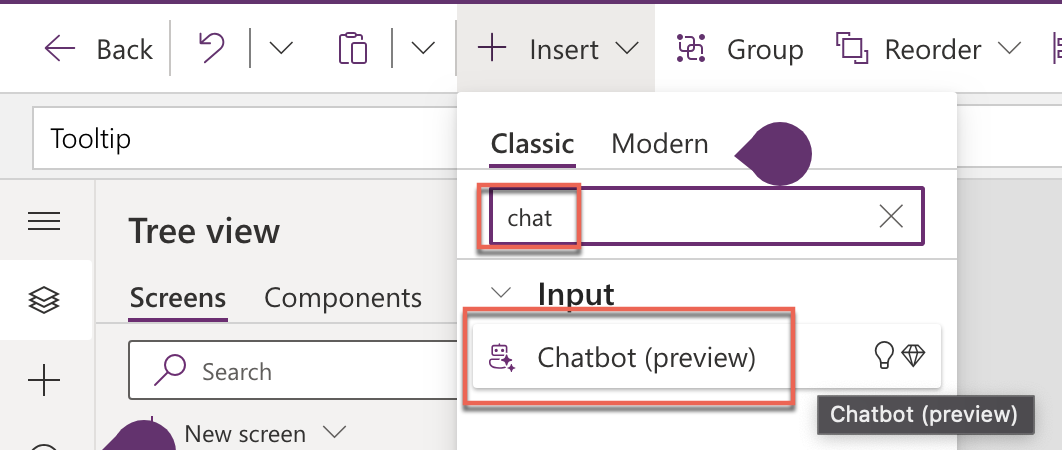 Back Insert Group Reorder
Tooltip
Classic Modern
chat
Tree view
Screens Components
Input
Chatbot (preview)
Search
Chatbot (preview)
New screen